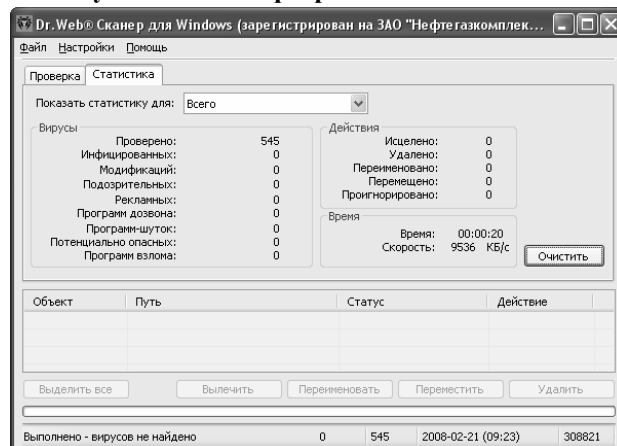 Dr.Web® Сканер для Windows (зарегистрирован на ЗАО "Нефтегазкомплек...
Файл Настройки Помощь
Проверка Статистика
Показать статистику для: Всего
Вирусы
Проверено: 545
Инфицированных: 0
Модификаций: 0
Подозрительных: 0
Рекламных: 0
Программ дозвона: 0
Программ-шуток: 0
Потенциально опасных: 0
Программ взлома: 0
Действия
Исцелено: 0
Удалено: 0
Переименовано: 0
Перемещено: 0
Проигнорировано: 0
Время
Время: 00:00:20
Скорость: 9536 КБ/с
Очистить
Объект Путь Статус Действие
Выделить все Вылечить Переименовать Переместить Удалить
Выполнено - вирусов не найдено 0 545 2008-02-21 (09:23) 308821